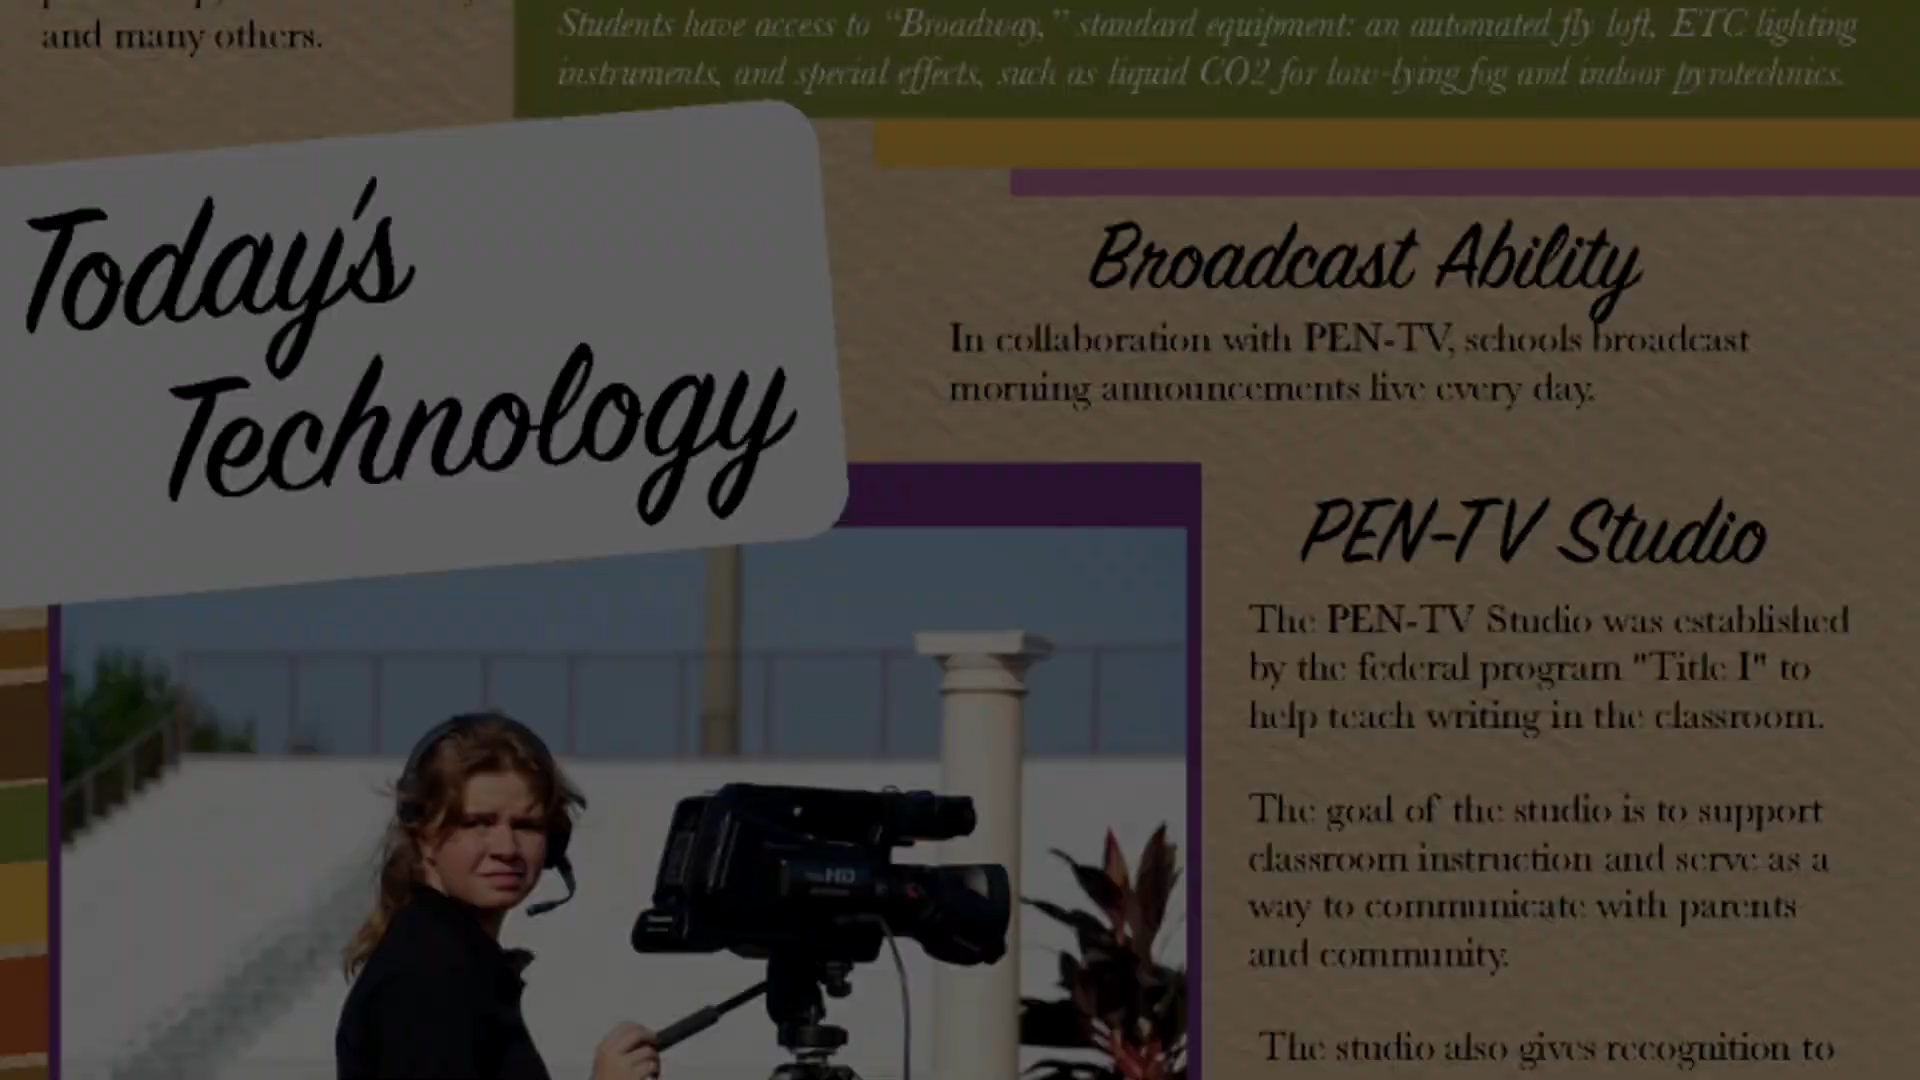 and many others.
Students have access to “Broadway,” standard equipment: an automated fly loft, ETC lighting
instruments, and special effects, such as liquid CO2 for low-lying fog and indoor pyrotechnics.
Today's
Technology
Broadcast Ability
In collaboration with PEN-TV, schools broadcast
morning announcements live every day.
PEN-TV Studio
The PEN-TV Studio was established
by the federal program "Title I" to
help teach writing in the classroom.
The goal of the studio is to support
classroom instruction and serve as a
way to communicate with parents
and community.
The studio also gives recognition to
HD